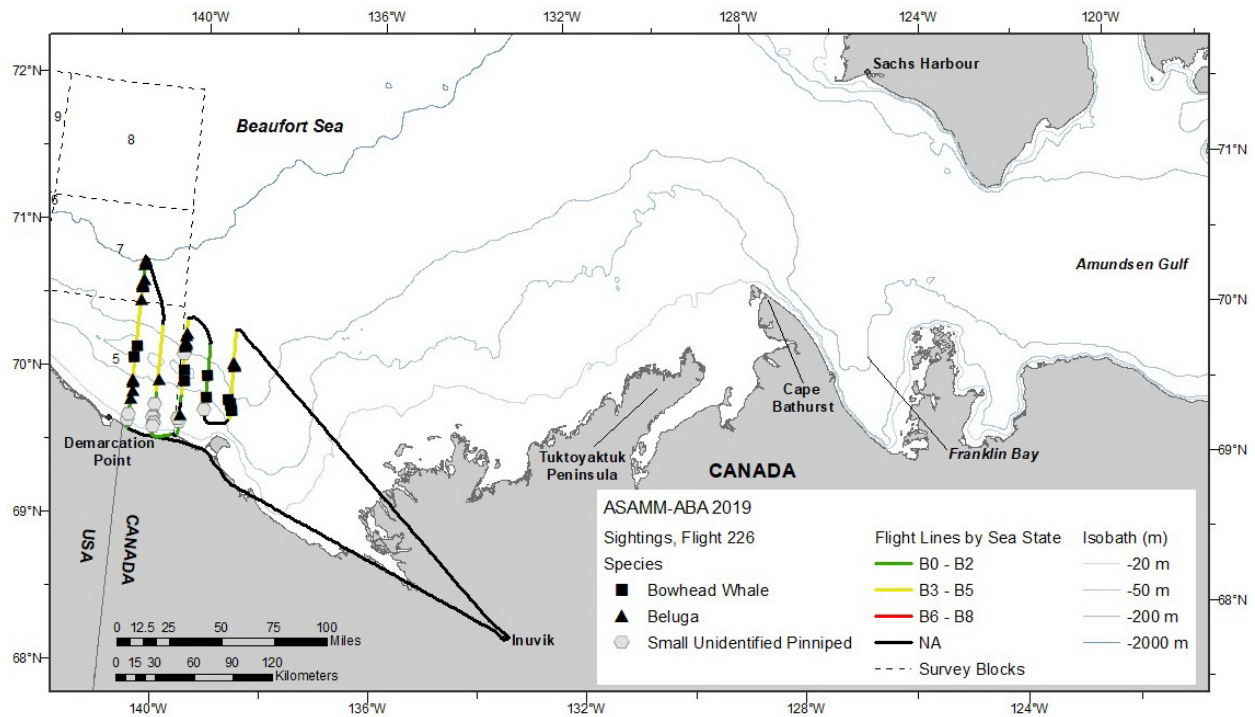 140°W 136°W 132°W 128°W 124°W 120°W
72°N
Sachs Harbour
9
8
Beaufort Sea
71°N
6
71°N
7
Amundsen Gulf
70°N
5
70°N
Cape
Bathurst
Demarcation
Point
Tuktoyaktuk
Peninsula
Franklin Bay
69°N
CANADA
69°N
USA
CANADA
ASAMM-ABA 2019
Sightings, Flight 226
Species
Bowhead Whale
Beluga
Small Unidentified Pinniped
Flight Lines by Sea State
B0 - B2
B3 - B5
B6 - B8
NA
Survey Blocks
Isobath (m)
-20 m
-50 m
-200 m
-2000 m
68°N
0 12.5 25 50 75 100
Miles
0 15 30 60 90 120
Kilometers
Inuvik
68°N
140°W 136°W 132°W 128°W 124°W